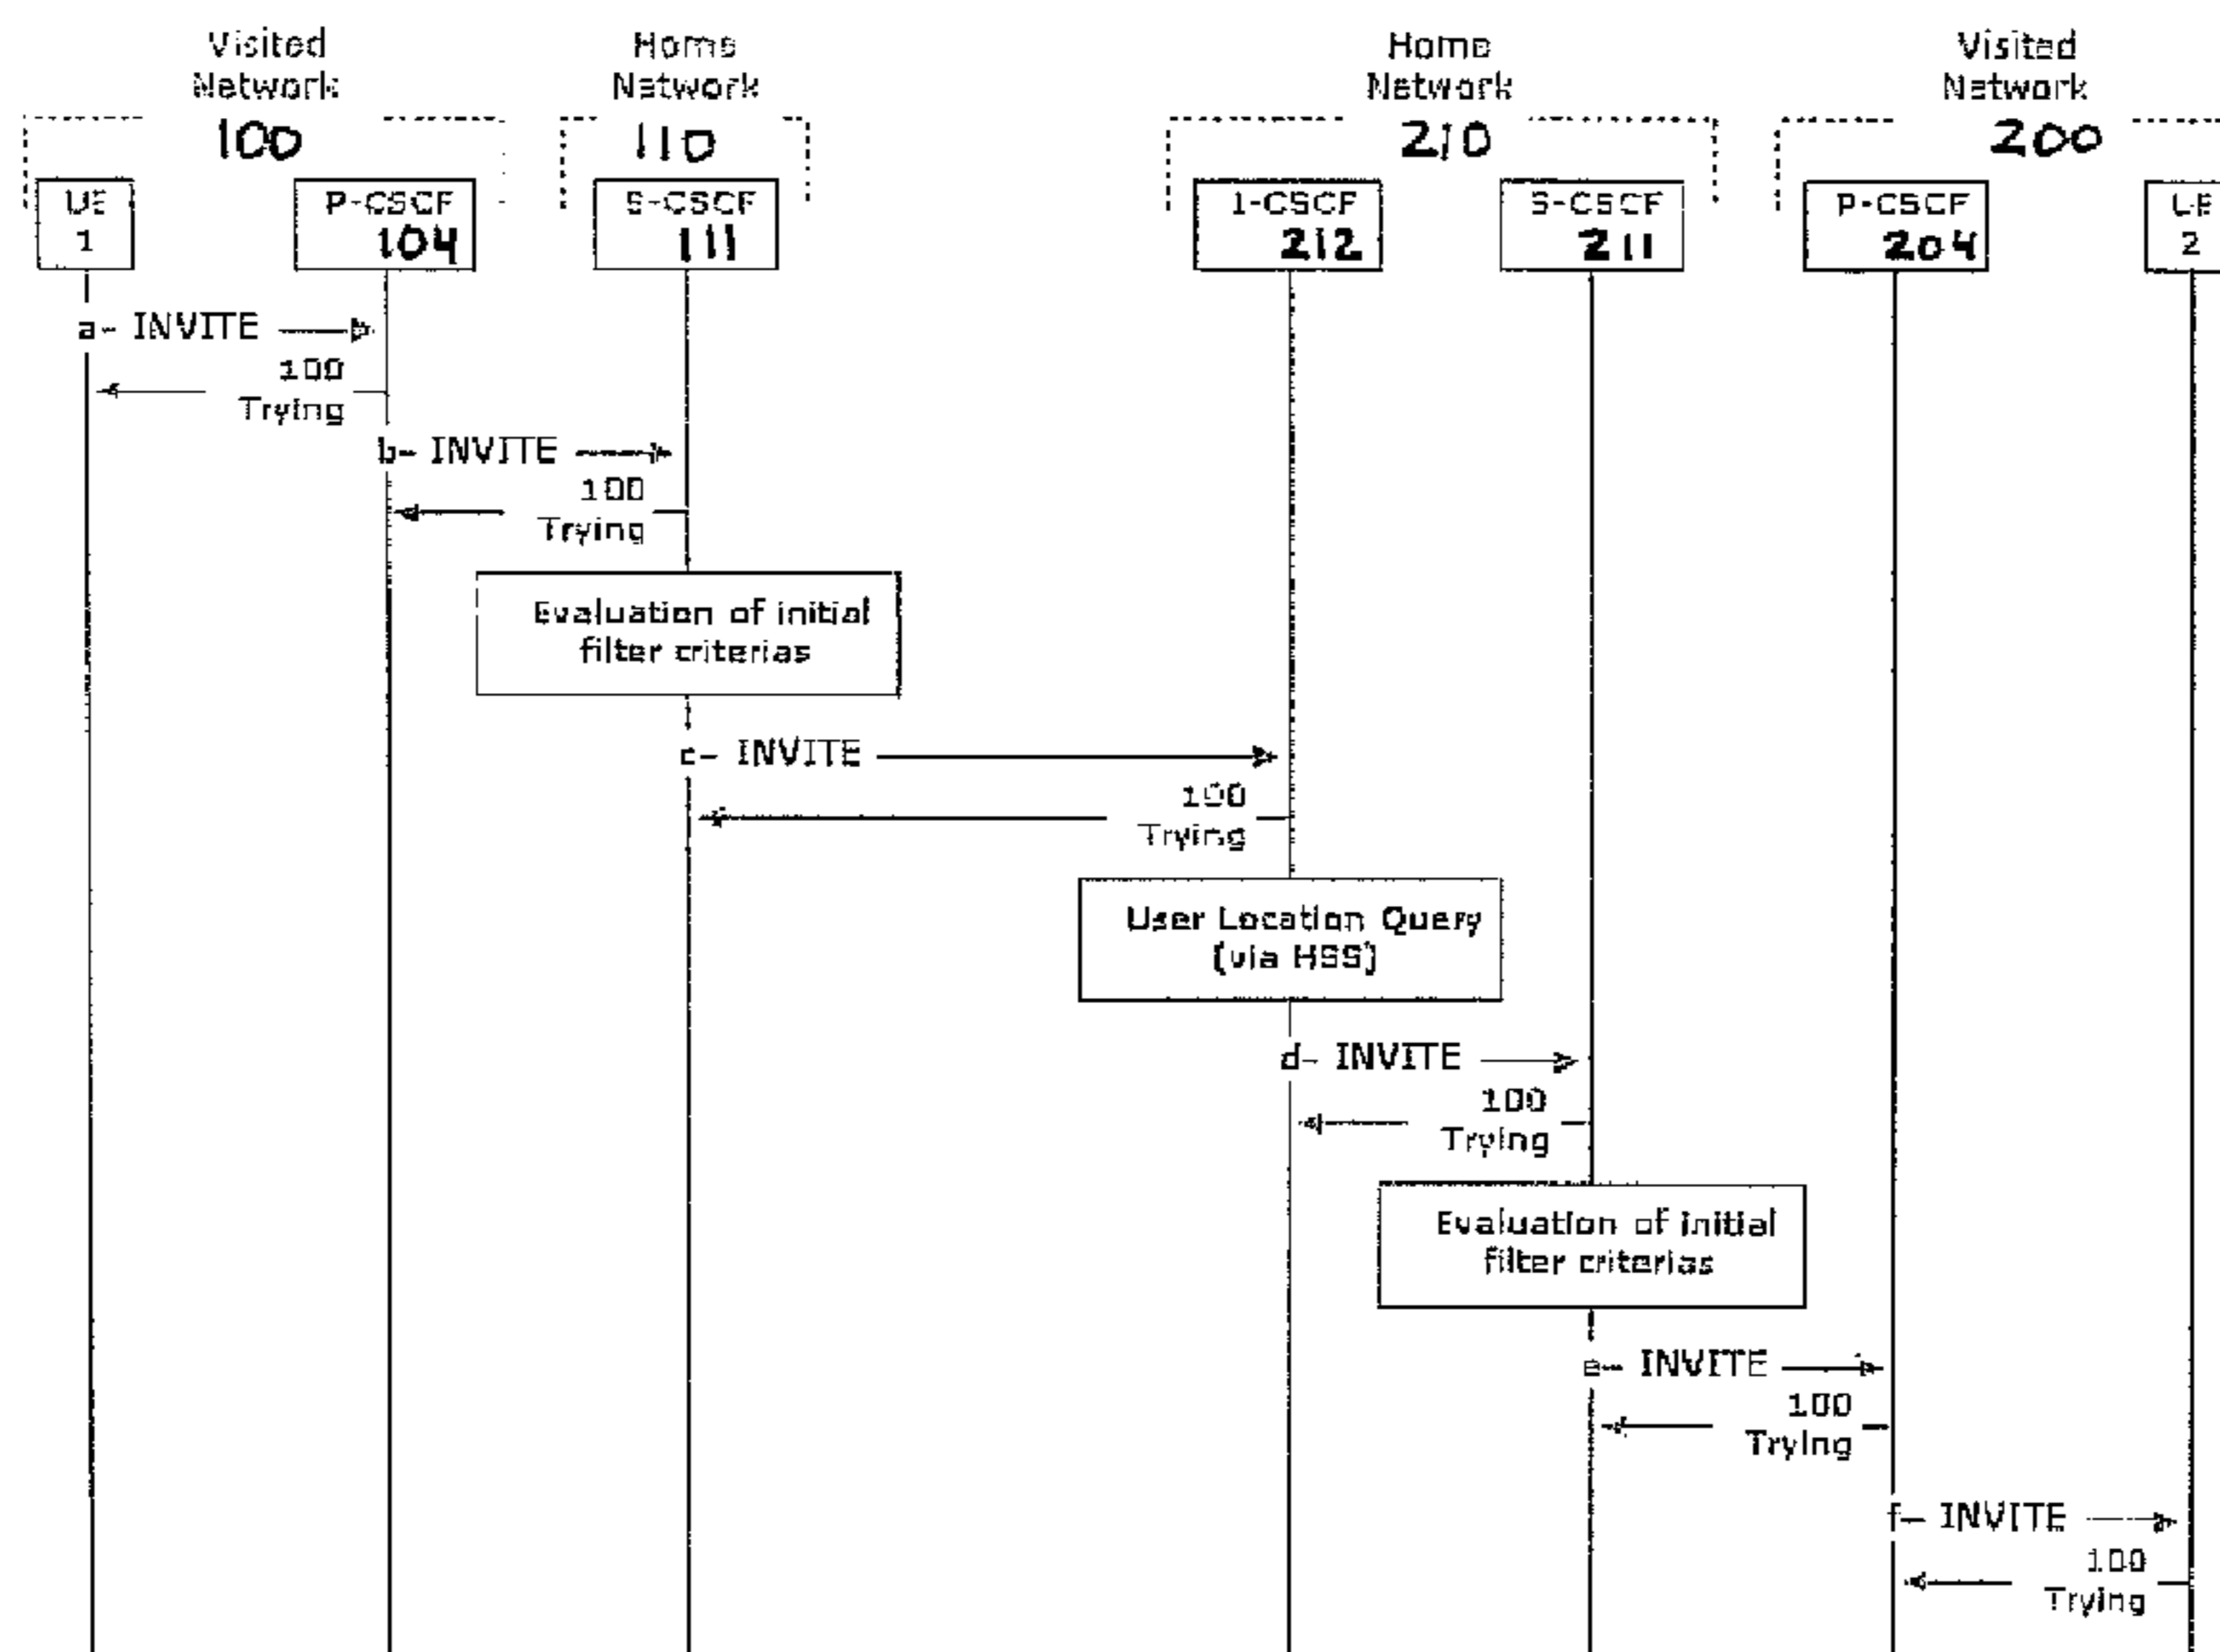 Visited
Network
100
Home
Network
110
Home
Network
210
Visited
Network
200
UE
1
P-CSCF
104
S-CSCF
111
I-CSCF
212
S-CSCF
211
P-CSCF
204
UE
2
a- INVITE
100
Trying
b- INVITE
100
Trying
Evaluation of initial
filter criterias
c- INVITE
100
Trying
User Location Query
(via HSS)
d- INVITE
100
Trying
Evaluation of initial
filter criterias
e- INVITE
100
Trying
f- INVITE
100
Trying